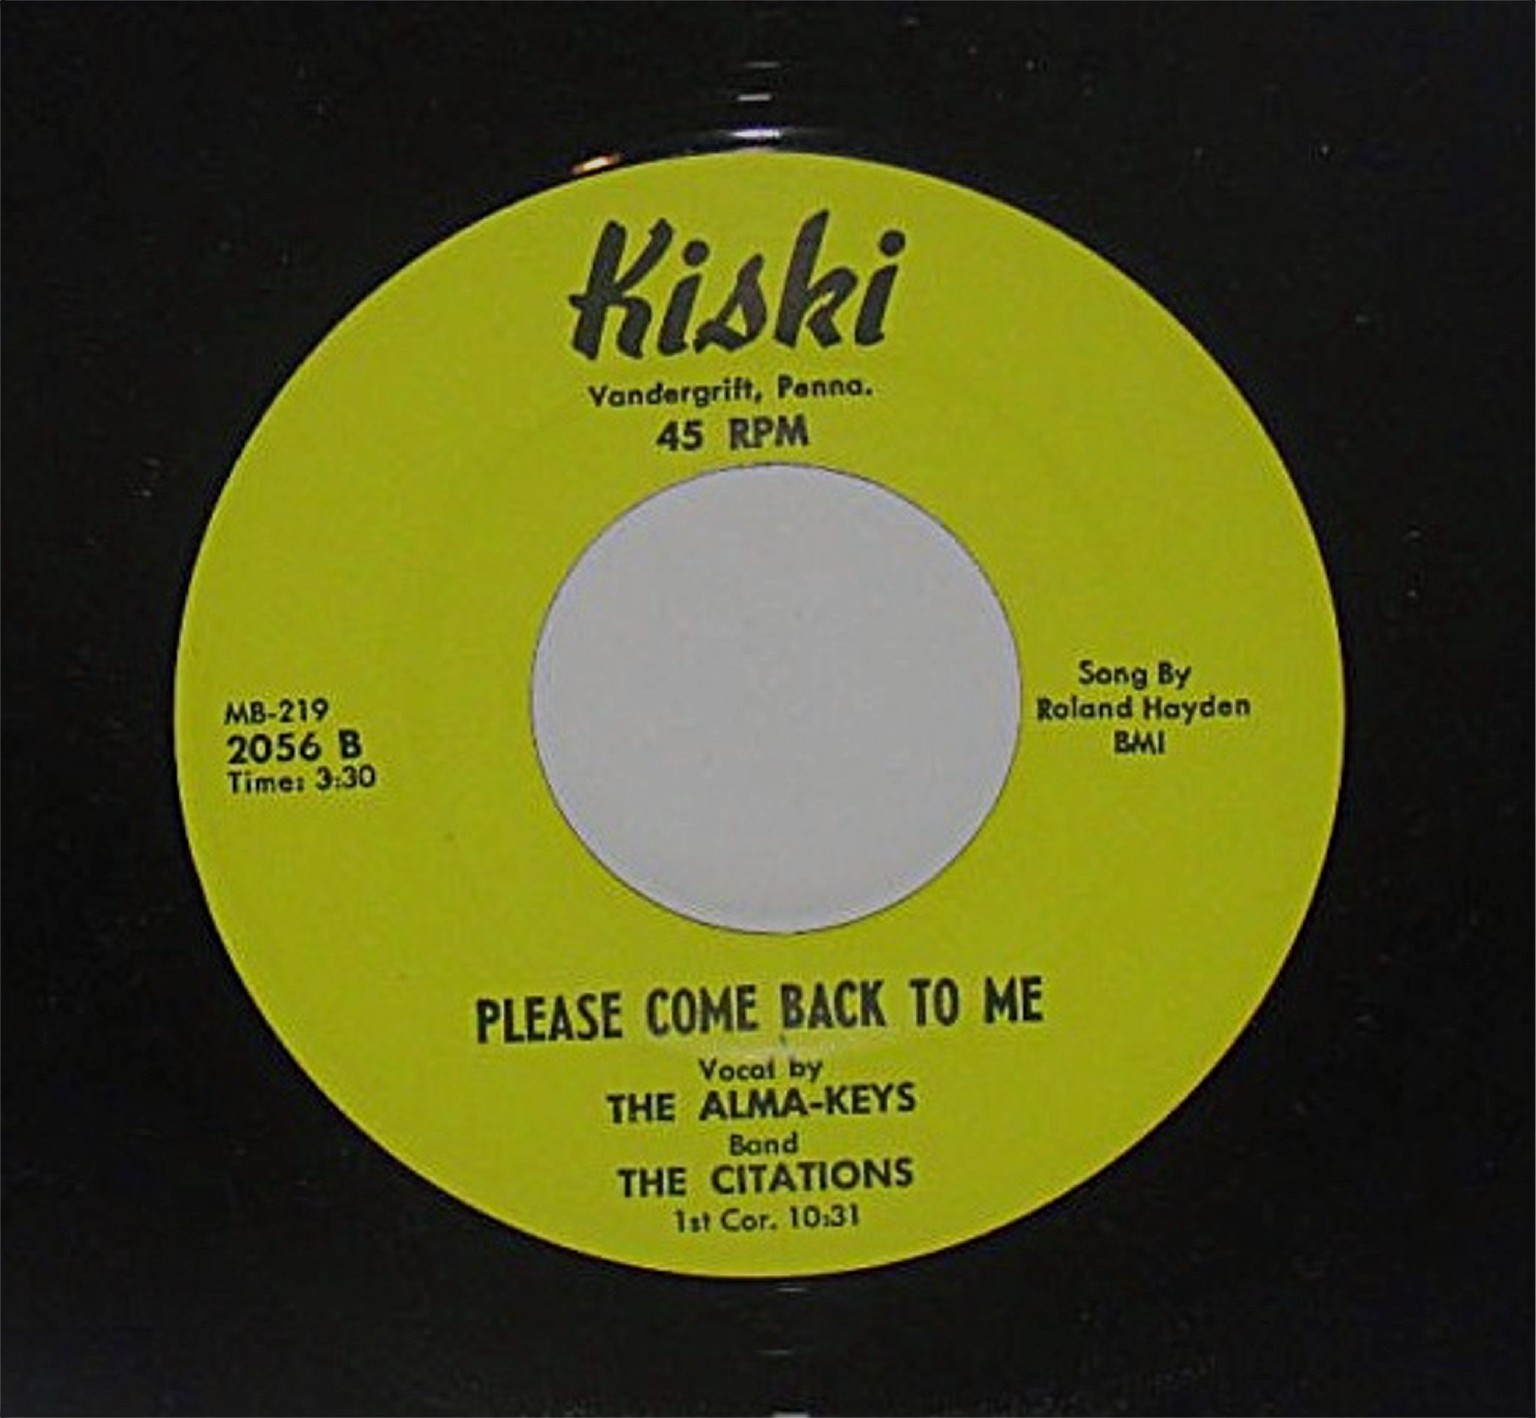 Kiski
Vandergrift, Penna.
45 RPM
MB-219
2056 B
Time: 3:30
Song By
Roland Hayden
BMI
PLEASE COME BACK TO ME
Vocal by
THE ALMA-KEYS
Band
THE CITATIONS
1st Cor. 10:31